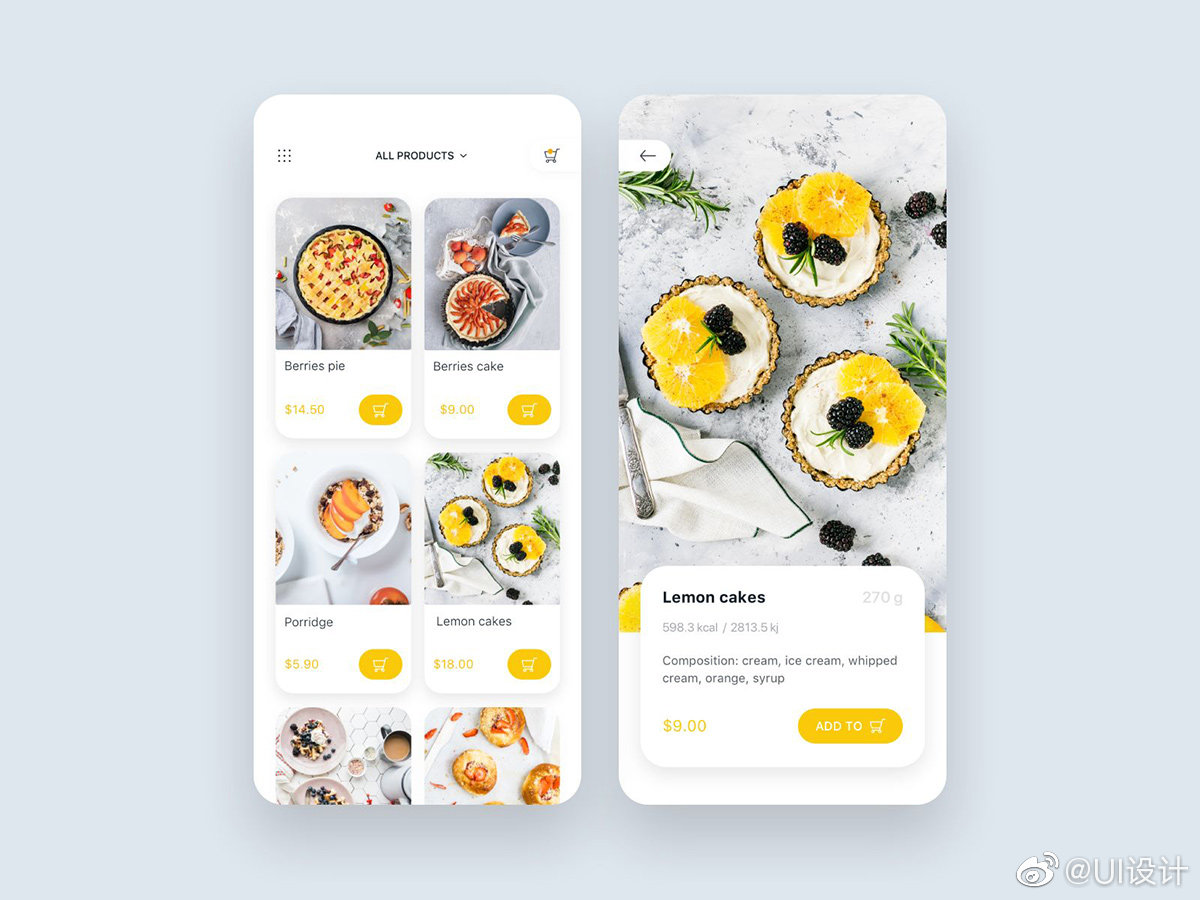 ALL PRODUCTS
Berries pie
$14.50
Berries cake
$9.00
Porridge
$5.90
Lemon cakes
$18.00
Lemon cakes
270 g
598.3 kcal / 2813.5 kj
Composition: cream, ice cream, whipped
cream, orange, syrup
$9.00
ADD TO
@UI设计